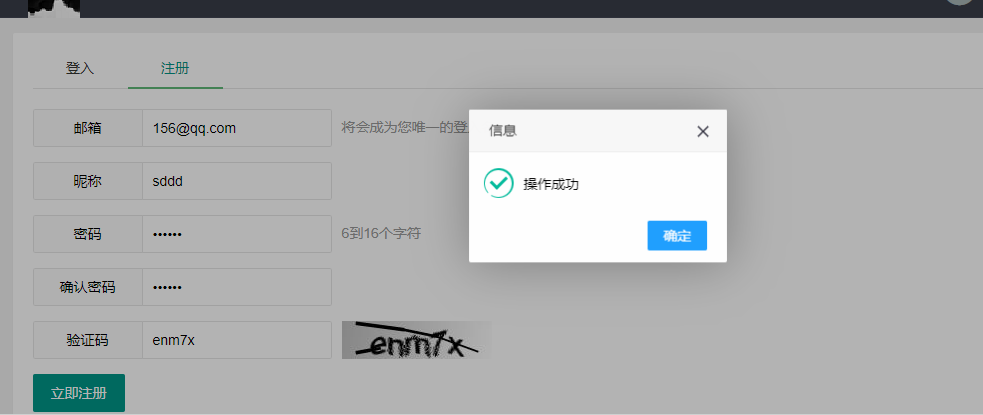 登入
注册
邮箱
156@qq.com
将会成为您唯一的登
信息
昵称
sddd
操作成功
密码
••••••
6到16个字符
确定
确认密码
••••••
验证码
enm7x
enm7x
立即注册